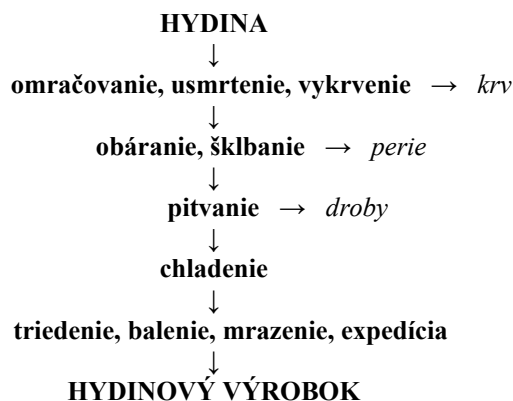 HYDINA
↓
omračovanie, usmrtenie, vykrvenie → krv
↓
obáranie, šklbanie → perie
↓
pitvanie → droby
↓
chladenie
↓
triedenie, balenie, mrazenie, expedícia
↓
HYDINOVÝ VÝROBOK